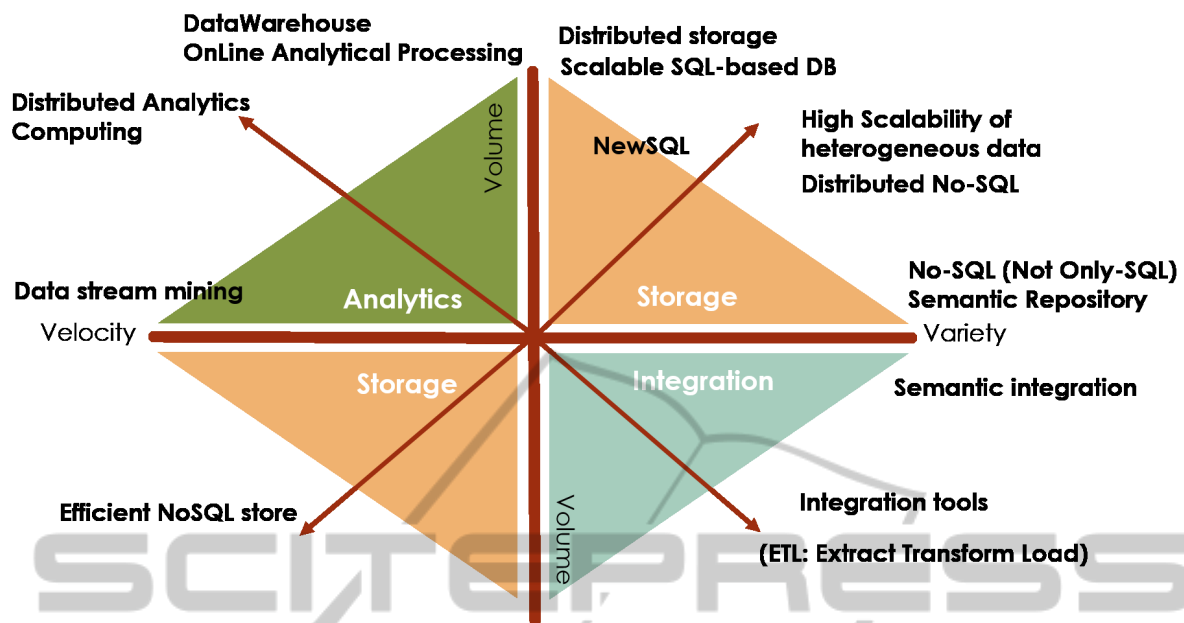 DataWarehouse
OnLine Analytical Processing
Distributed storage
Scalable SQL-based DB
Distributed Analytics
Computing
Volume
NewSQL
High Scalability of
heterogeneous data
Distributed No-SQL
Data stream mining
Analytics
Storage
No-SQL (Not Only-SQL)
Semantic Repository
Velocity
Variety
Storage
Integration
Semantic integration
Efficient NoSQL store
Volume
Integration tools
(ETL: Extract Transform Load)
SCITEPRESS